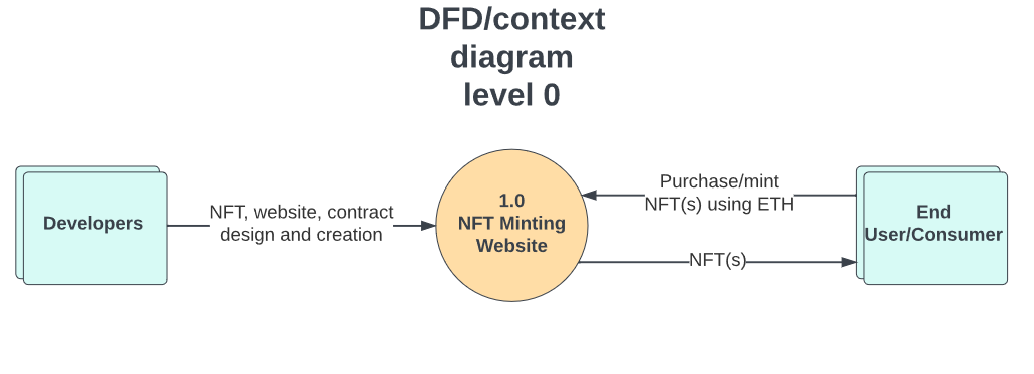 DFD/context
diagram
level 0
Developers
NFT, website, contract
design and creation
1.0
NFT Minting
Website
Purchase/mint
NFT(s) using ETH
NFT(s)
End
User/Consumer